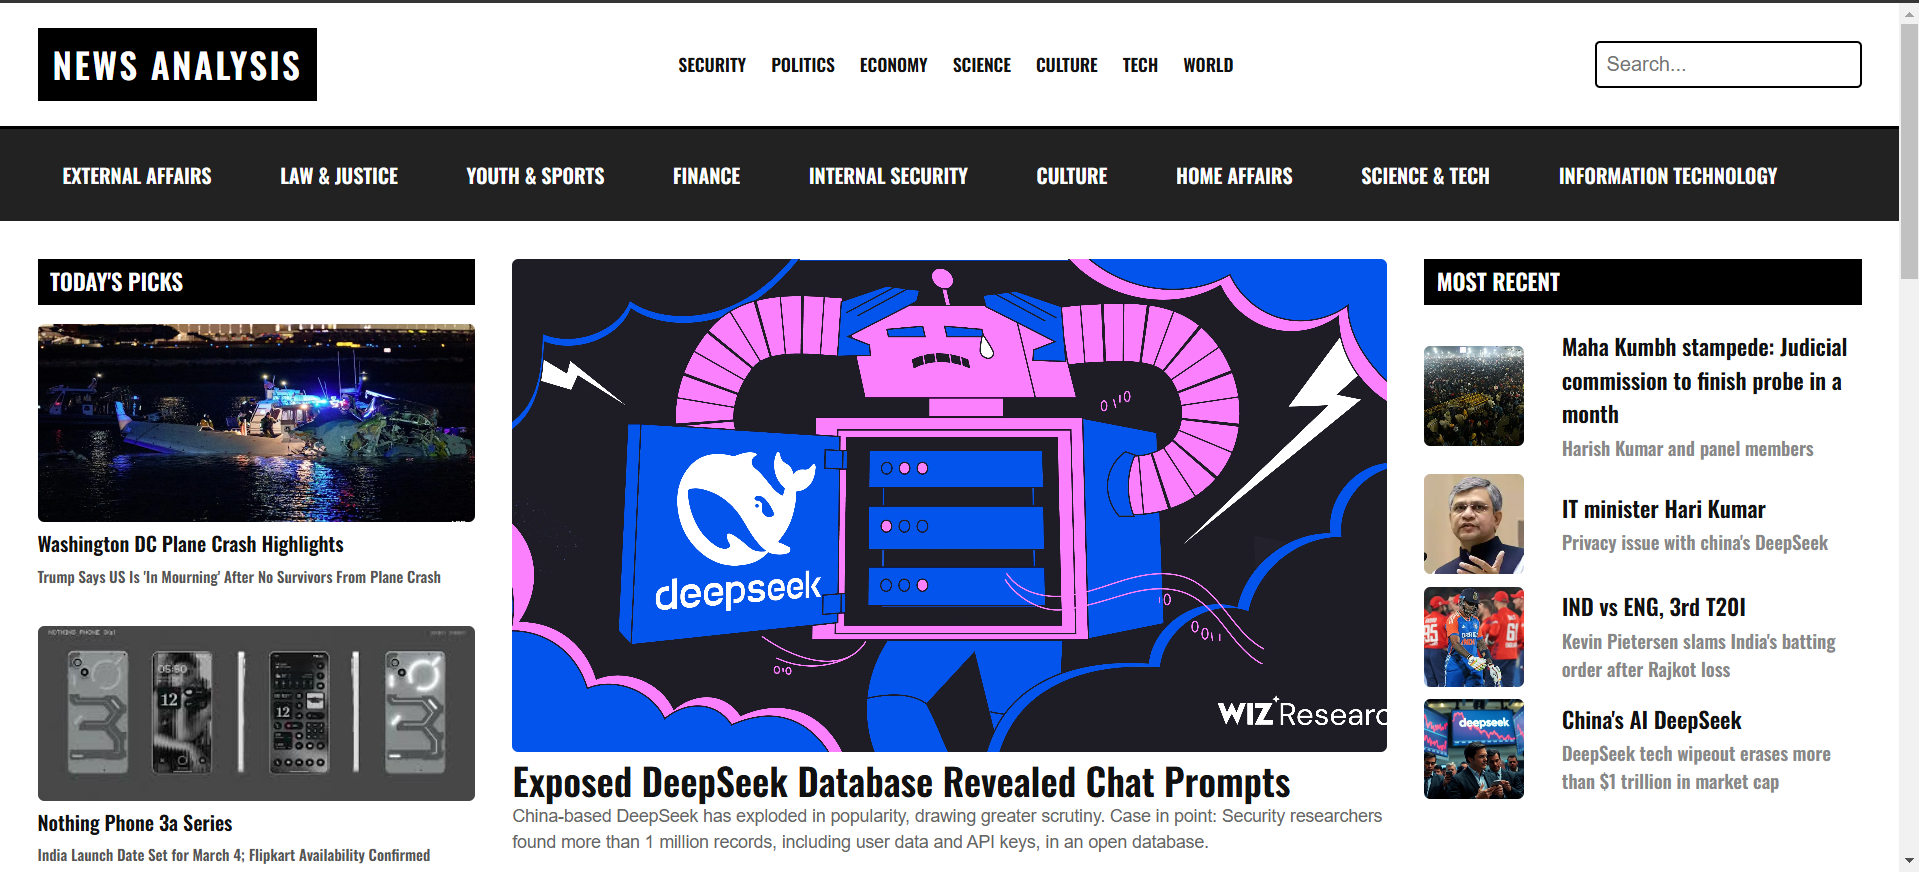 NEWS ANALYSIS
SECURITY POLITICS ECONOMY SCIENCE CULTURE TECH WORLD
Search...
EXTERNAL AFFAIRS LAW & JUSTICE YOUTH & SPORTS FINANCE INTERNAL SECURITY CULTURE HOME AFFAIRS SCIENCE & TECH INFORMATION TECHNOLOGY
TODAY'S PICKS
Washington DC Plane Crash Highlights
Trump Says US Is 'In Mourning' After No Survivors From Plane Crash
NOTHING PHONE (3a)
05:50
12
12
Nothing Phone 3a Series
India Launch Date Set for March 4; Flipkart Availability Confirmed
deepseek
WIZ Researc
Exposed DeepSeek Database Revealed Chat Prompts
China-based DeepSeek has exploded in popularity, drawing greater scrutiny. Case in point: Security researchers
found more than 1 million records, including user data and API keys, in an open database.
MOST RECENT
Maha Kumbh stampede: Judicial
commission to finish probe in a
month
Harish Kumar and panel members
IT minister Hari Kumar
Privacy issue with china's DeepSeek
IND vs ENG, 3rd T20I
Kevin Pietersen slams India's batting
order after Rajkot loss
deepseek
China's AI DeepSeek
DeepSeek tech wipeout erases more
than $1 trillion in market cap